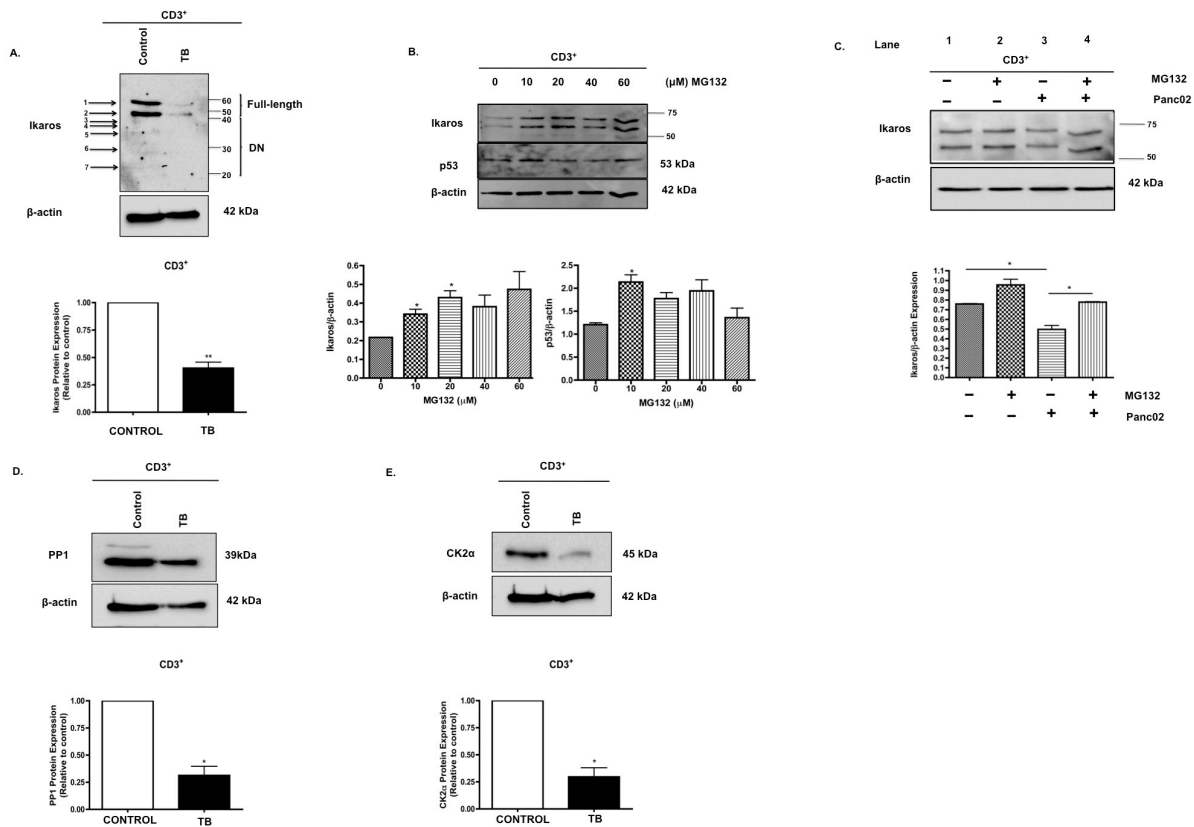 A.
CD3⁺
Control
TB
Ikaros
1
2
3
4
5
6
7
60
50
40
30
20
Full-length
DN
β-actin
42 kDa
CD3⁺
Ikaros Protein Expression
(Relative to control)
1.00
0.75
0.50
0.25
0.00
**
CONTROL TB
B.
CD3⁺
0 10 20 40 60 (μM) MG132
Ikaros
75
50
p53
53 kDa
β-actin
42 kDa
Ikaros/β-actin
0.6
0.5
0.4
0.3
0.2
0.1
0.0
* *
0 10 20 40 60
MG132 (μM)
p53/β-actin
2.5
2.0
1.5
1.0
0.5
0.0
*
0 10 20 40 60
MG132 (μM)
C.
Lane 1 2 3 4
CD3⁺
– + – + MG132
– – + + Panc02
Ikaros
75
50
β-actin
42 kDa
Ikaros/β-actin Expression
1.1
1.0
0.9
0.8
0.7
0.6
0.5
0.4
0.3
0.2
0.1
0.0
*
*
– + – + MG132
– – + + Panc02
D.
CD3⁺
Control
TB
PP1
39kDa
β-actin
42 kDa
CD3⁺
PP1 Protein Expression
(Relative to control)
1.00
0.75
0.50
0.25
0.00
*
CONTROL TB
E.
CD3⁺
Control
TB
CK2α
45 kDa
β-actin
42 kDa
CD3⁺
CK2α Protein Expression
(Relative to control)
1.00
0.75
0.50
0.25
0.00
*
CONTROL TB